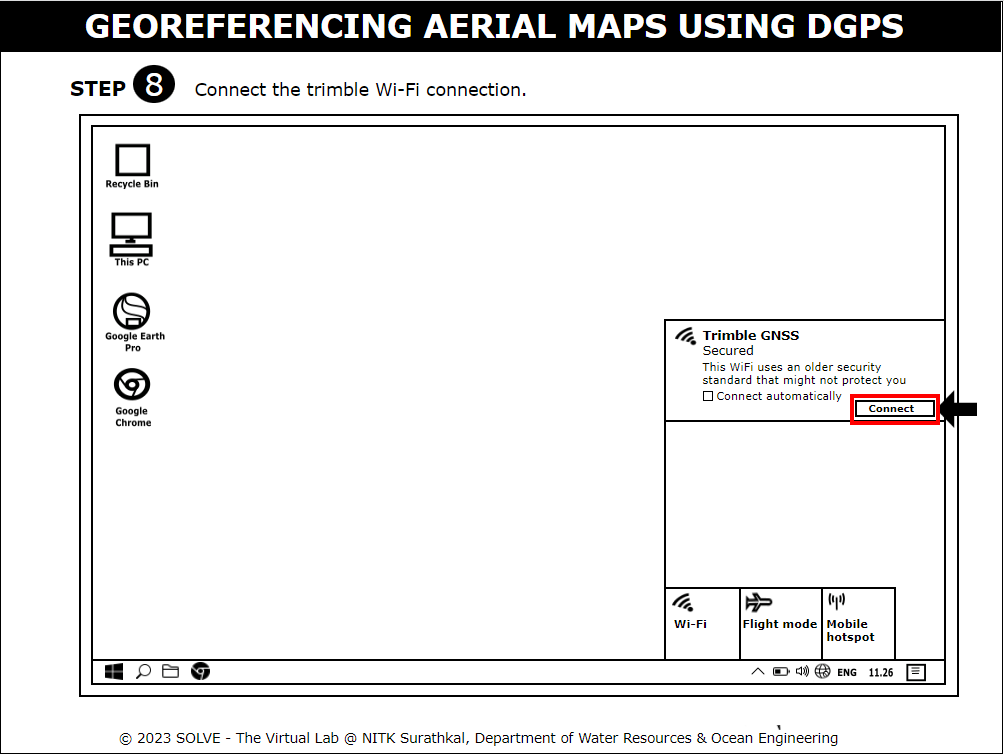 GEOREFERENCING AERIAL MAPS USING DGPS
STEP 8 Connect the trimble Wi-Fi connection.
Recycle Bin
This PC
Google Earth
Pro
Google
Chrome
Trimble GNSS
Secured
This WiFi uses an older security
standard that might not protect you
Connect automatically
Connect
Wi-Fi
Flight mode
Mobile
hotspot
ENG 11.26
© 2023 SOLVE - The Virtual Lab @ NITK Surathkal, Department of Water Resources & Ocean Engineering